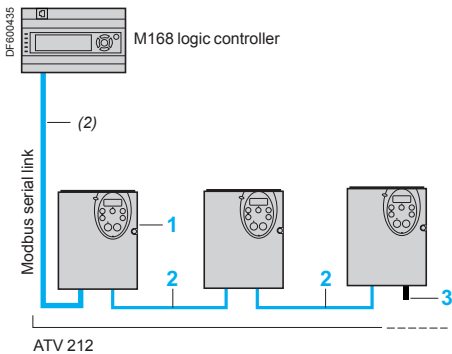 DF600435
M168 logic controller
(2)
Modbus serial link
1
2
2
3
ATV 212